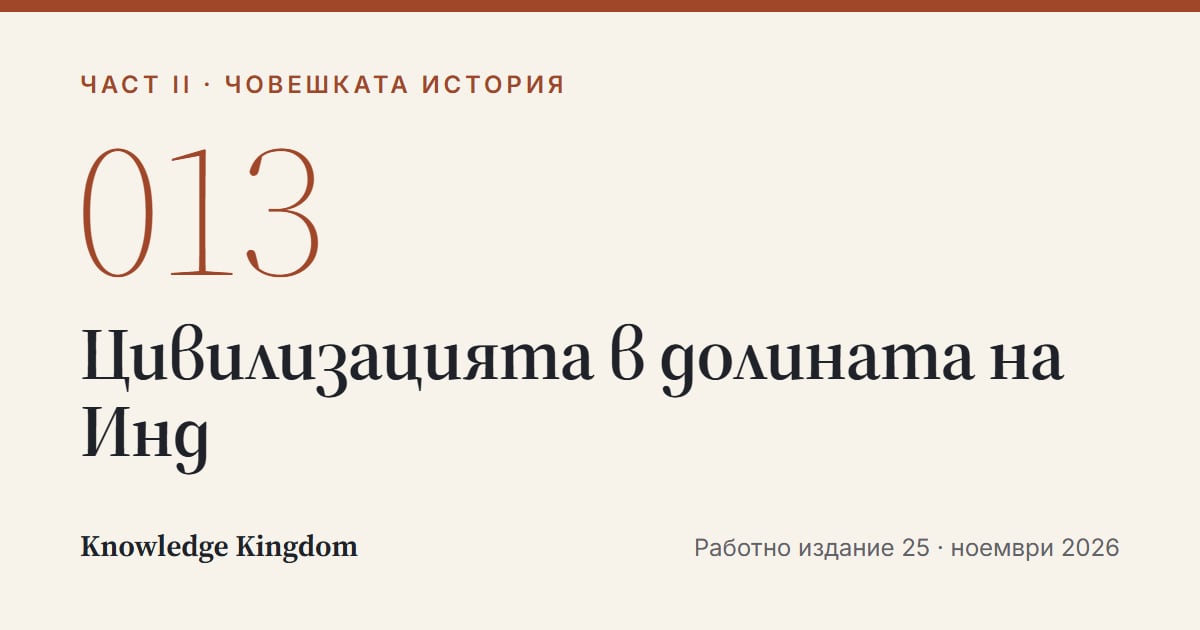 ЧАСТ II · ЧОВЕШКАТА ИСТОРИЯ
013
Цивилизацията в долината на
Инд
Knowledge Kingdom
Работно издание 25 · ноември 2026